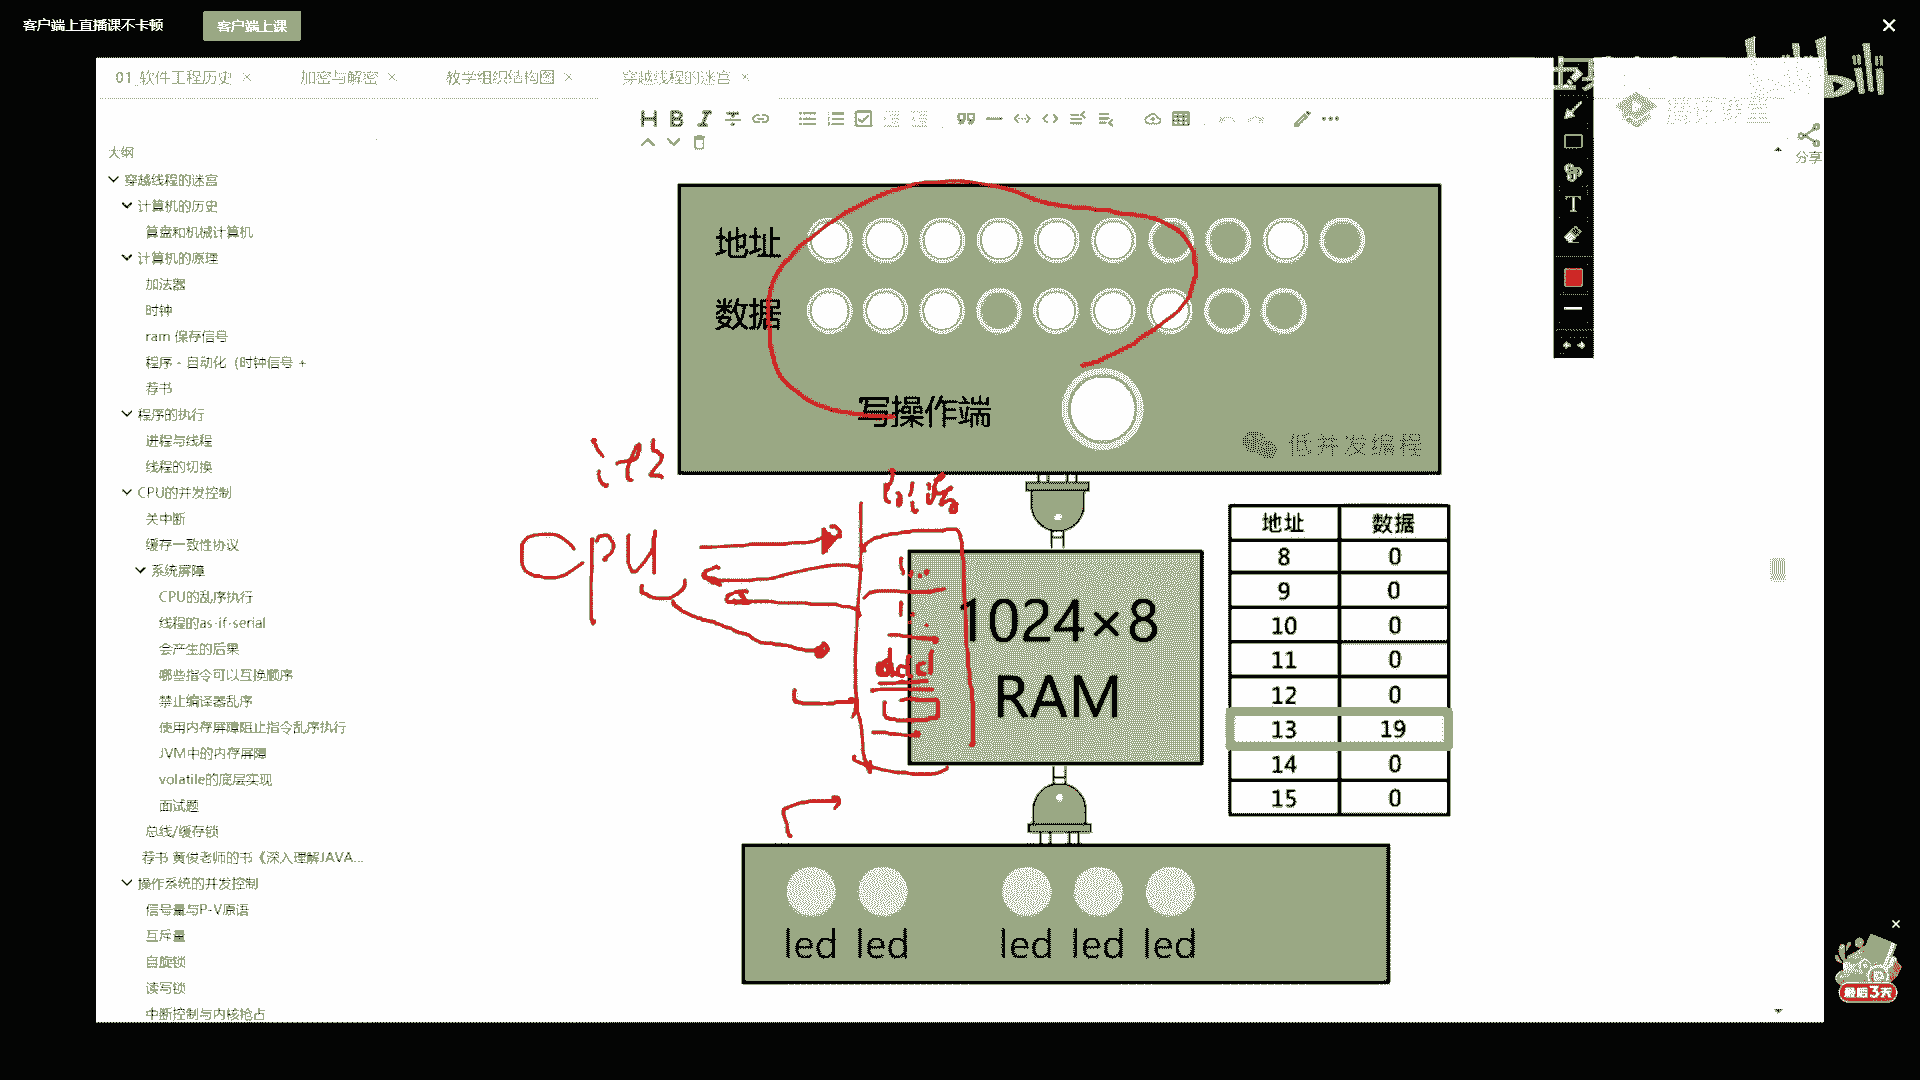 客户端上直播课不卡顿
客户端上课
bilibili
01_软件工程历史
加密与解密
教学组织结构图
穿越线程的迷宫
腾讯课堂
分享
大纲
穿越线程的迷宫
计算机的历史
算盘和机械计算机
计算机的原理
加法器
时钟
ram 保存信号
程序 - 自动化（时钟信号 +
荐书
程序的执行
进程与线程
线程的切换
CPU的并发控制
关中断
缓存一致性协议
系统屏障
CPU的乱序执行
线程的as-if-serial
会产生的后果
哪些指令可以互换顺序
禁止编译器乱序
使用内存屏障阻止指令乱序执行
JVM中的内存屏障
volatile的底层实现
面试题
总线/缓存锁
荐书 黄俊老师的书《深入理解JAVA...
操作系统的并发控制
信号量与P-V原语
互斥量
自旋锁
读写锁
中断控制与内核抢占
地址
数据
写操作端
低并发编程
CPU
add
1024×8
RAM
地址 数据
8 0
9 0
10 0
11 0
12 0
13 19
14 0
15 0
led led led led led
最后3天